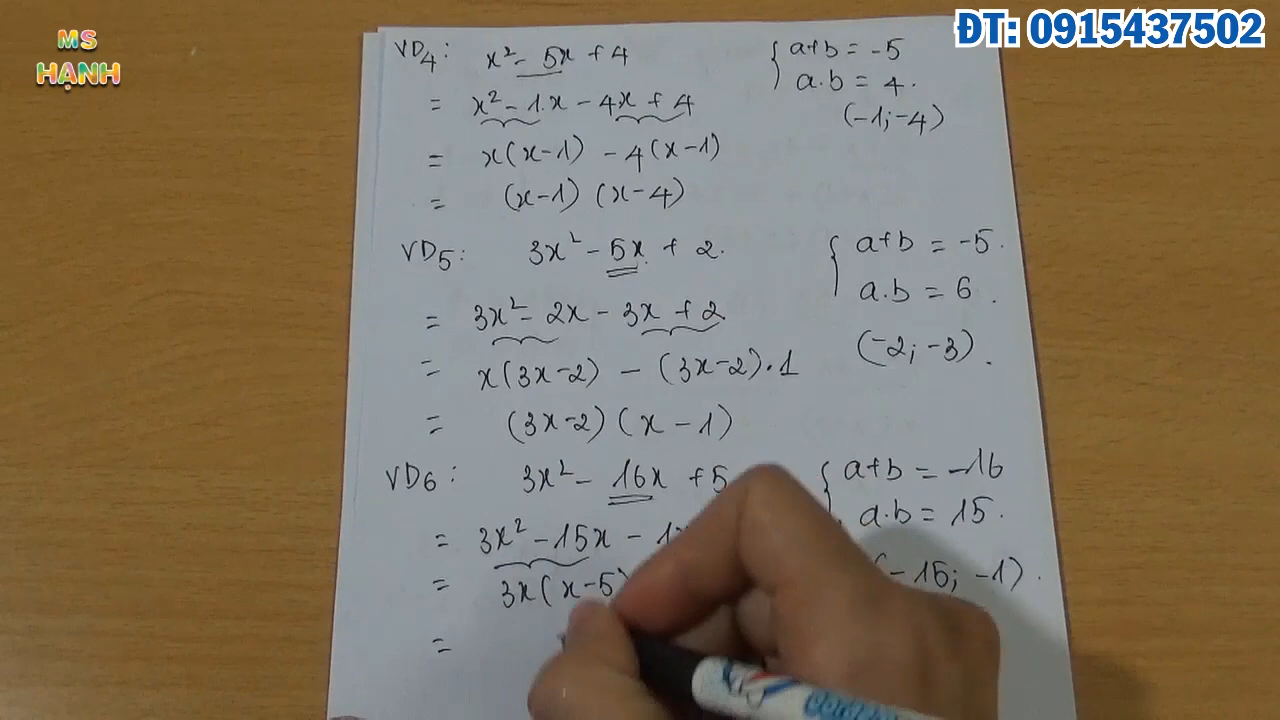 MS
HẠNH
ĐT: 0915437502
VD4: x² - 5x + 4
{ a+b = -5
a.b = 4.
= x² - 1.x - 4x + 4
(-1; -4)
= x(x-1) - 4(x-1)
= (x-1) (x-4)
VD5: 3x² - 5x + 2.
{ a+b = -5.
a.b = 6.
= 3x² - 2x - 3x + 2
(-2; -3).
= x(3x-2) - (3x-2).1
= (3x-2) (x - 1)
VD6: 3x² - 16x + 5
{ a+b = -16
a.b = 15.
= 3x² - 15x - 1
-15; -1).
= 3x(x-5)
=